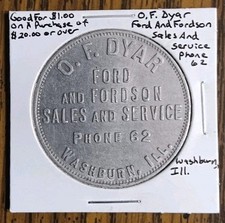 Good For $1.00
On A Purchase of
$20.00 or over
O. F. Dyar
Ford And Fordson
Sales And
Service
Phone
62
O. F. DYAR
FORD
AND FORDSON
SALES AND SERVICE
PHONE 62
WASHBURN, ILL.
Washburn
Ill.